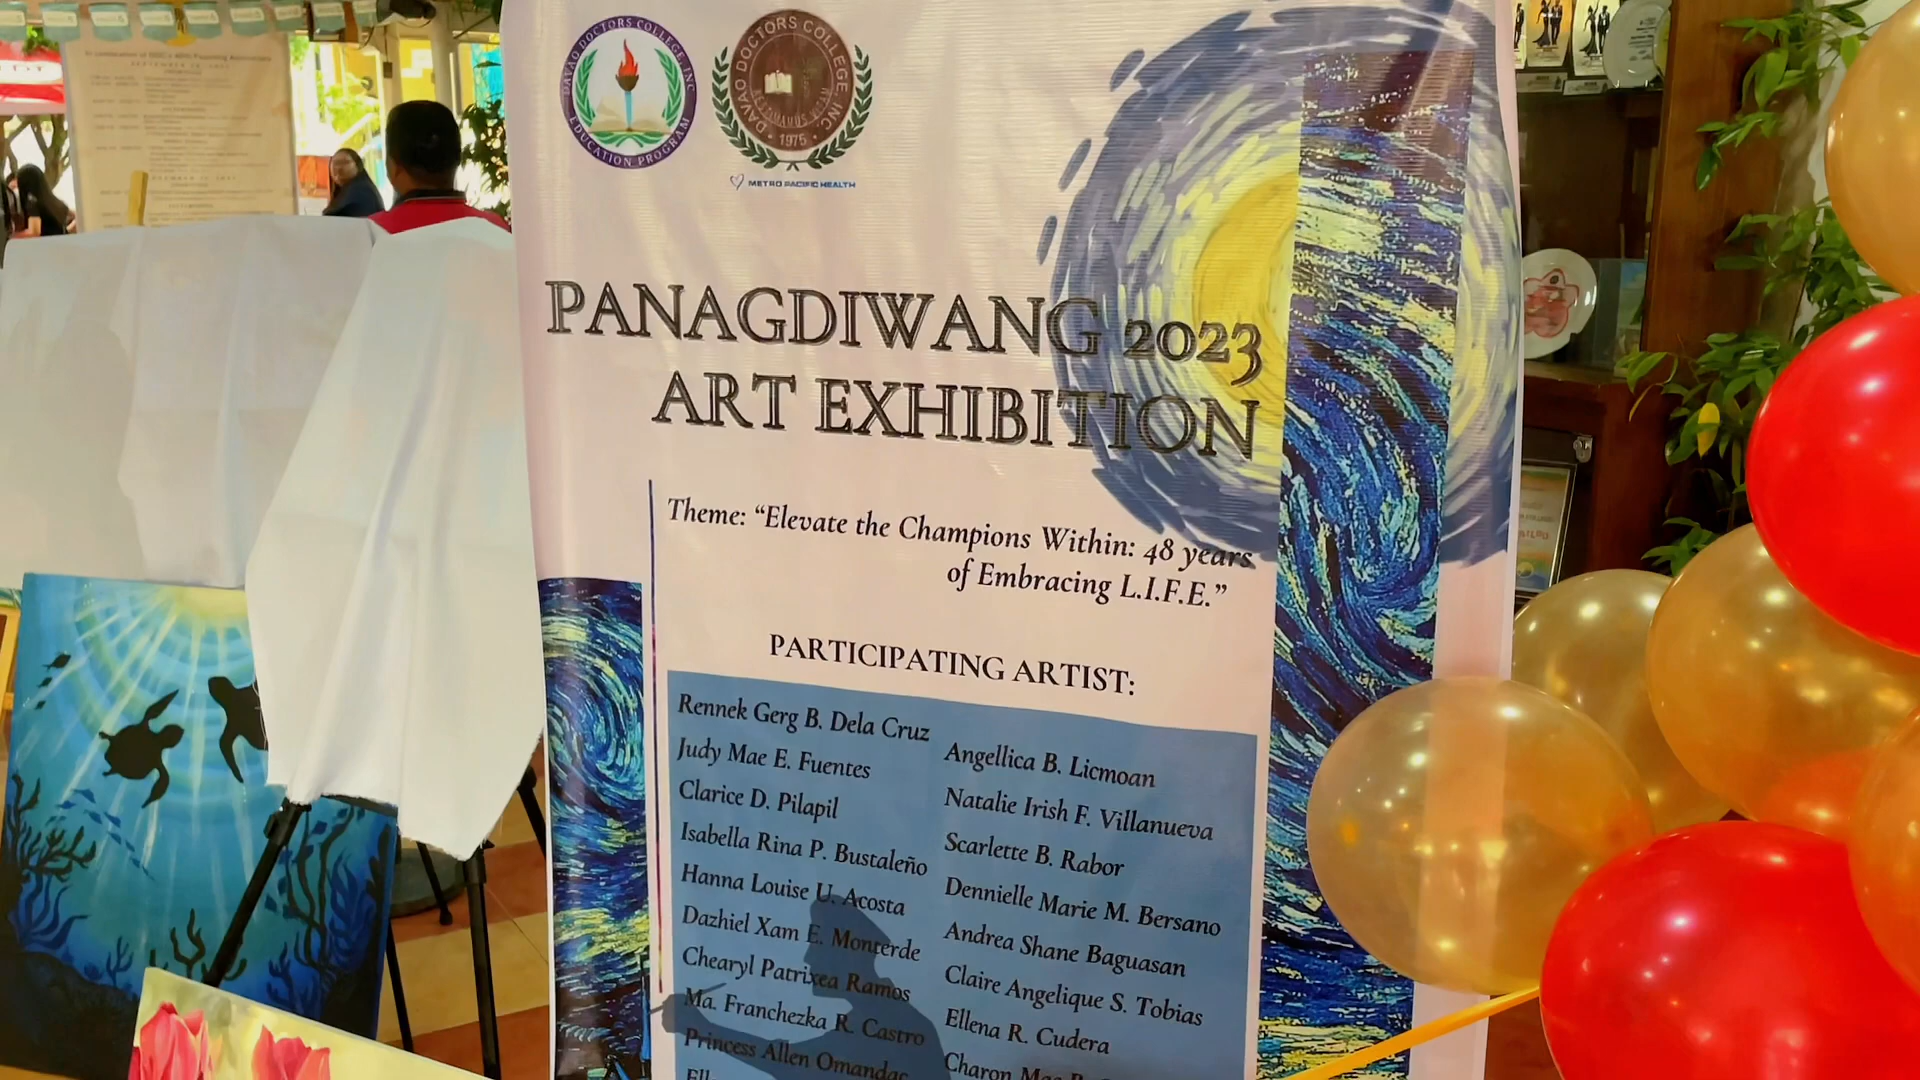 DAVAO DOCTORS COLLEGE, INC
EDUCATION PROGRAM
DAVAO DOCTORS COLLEGE, INC.
1975
METRO PACIFIC HEALTH
PANAGDIWANG 2023
ART EXHIBITION
Theme: “Elevate the Champions Within: 48 years
of Embracing L.I.F.E.”
PARTICIPATING ARTIST:
Rennek Gerg B. Dela Cruz
Judy Mae E. Fuentes
Clarice D. Pilapil
Isabella Rina P. Bustaleño
Hanna Louise U. Acosta
Dazhiel Xam E. Monterde
Chearyl Patrixea Ramos
Ma. Franchezka R. Castro
Princess Allen Omandac
Angellica B. Licmoan
Natalie Irish F. Villanueva
Scarlette B. Rabor
Dennielle Marie M. Bersano
Andrea Shane Baguasan
Claire Angelique S. Tobias
Ellena R. Cudera
Charon Mae